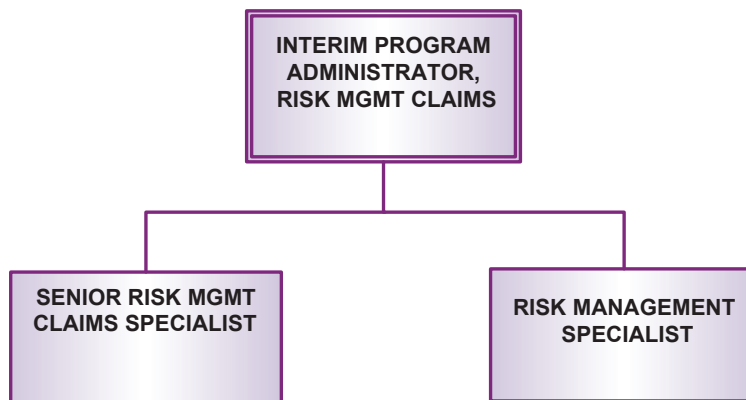 INTERIM PROGRAM
ADMINISTRATOR,
RISK MGMT CLAIMS
SENIOR RISK MGMT
CLAIMS SPECIALIST
RISK MANAGEMENT
SPECIALIST